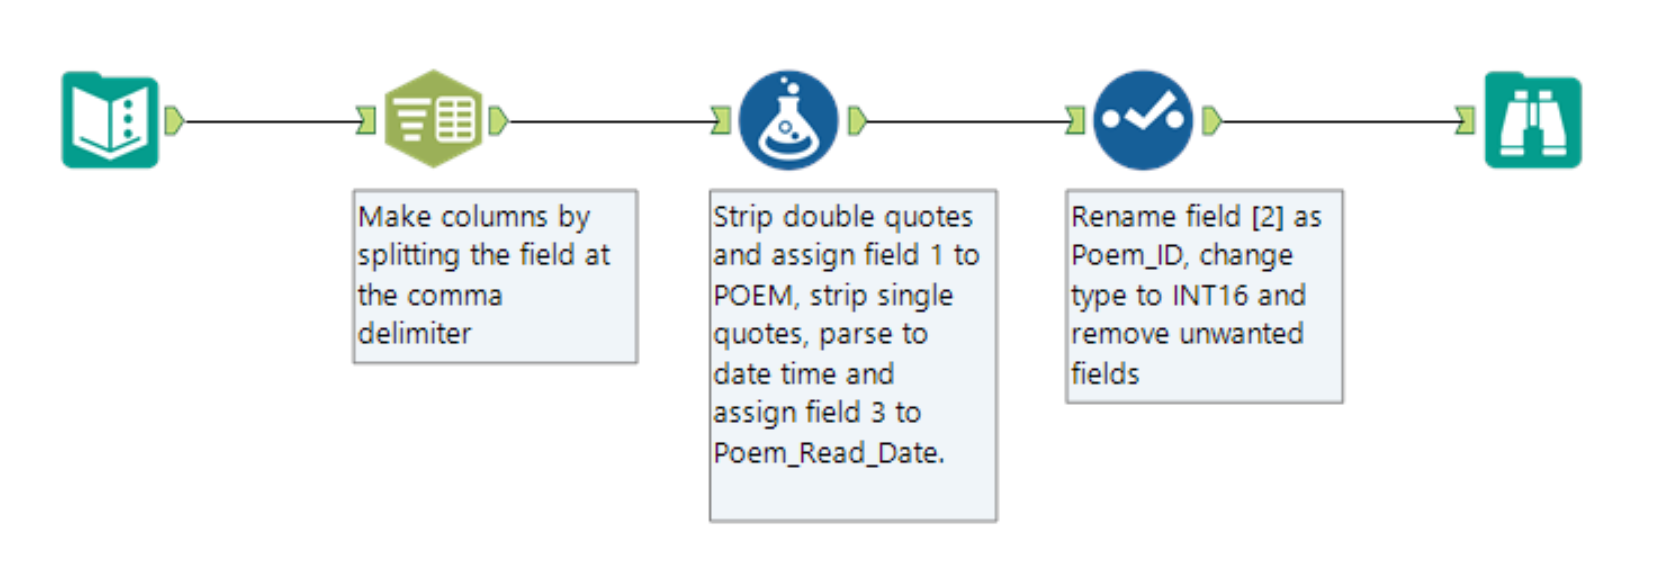 Make columns by
splitting the field at
the comma
delimiter
Strip double quotes
and assign field 1 to
POEM, strip single
quotes, parse to
date time and
assign field 3 to
Poem_Read_Date.
Rename field [2] as
Poem_ID, change
type to INT16 and
remove unwanted
fields